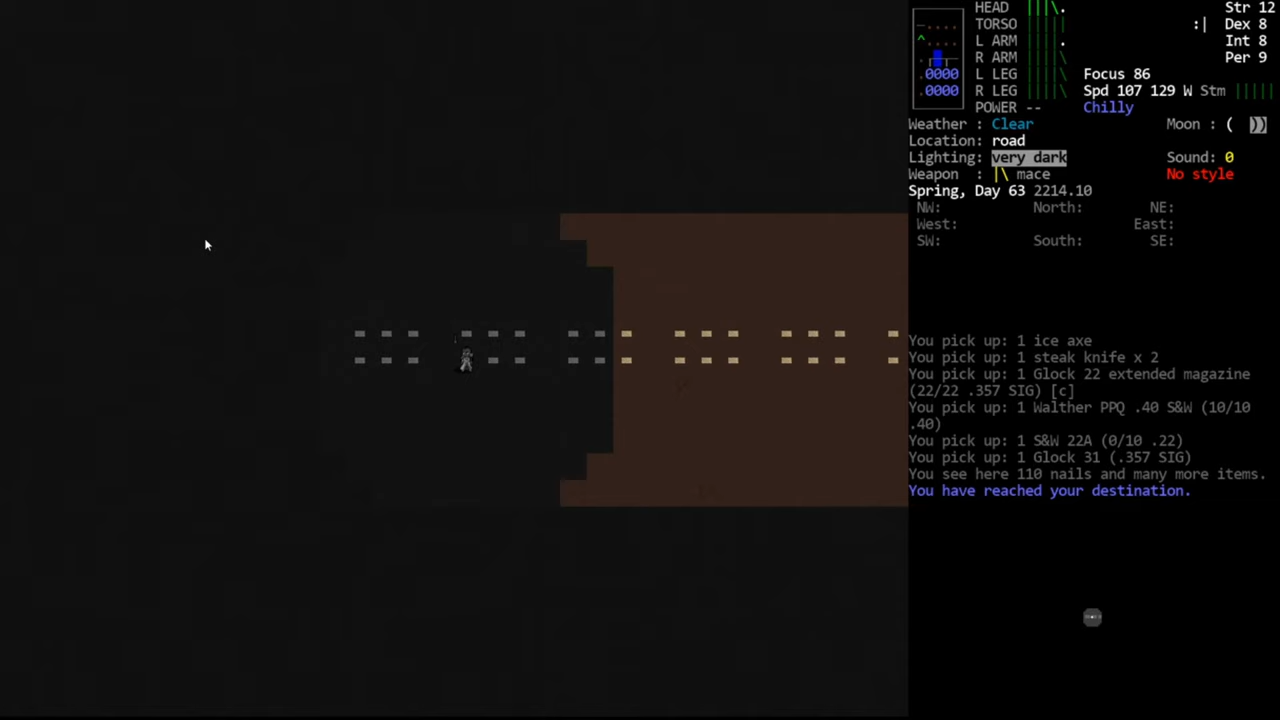 HEAD |||\. Str 12
TORSO ||||| :| Dex 8
L ARM ||||. Int 8
R ARM ||||\ Per 9
0000 L LEG ||||\ Focus 86
0000 R LEG ||||\ Spd 107 129 W Stm |||||
POWER -- Chilly
Weather : Clear Moon : ( ))
Location: road
Lighting: very dark Sound: 0
Weapon : |\ mace No style
Spring, Day 63 2214.10
NW: North: NE:
West: East:
SW: South: SE:
You pick up: 1 ice axe
You pick up: 1 steak knife x 2
You pick up: 1 Glock 22 extended magazine
(22/22 .357 SIG) [c]
You pick up: 1 Walther PPQ .40 S&W (10/10
.40)
You pick up: 1 S&W 22A (0/10 .22)
You pick up: 1 Glock 31 (.357 SIG)
You see here 110 nails and many more items.
You have reached your destination.